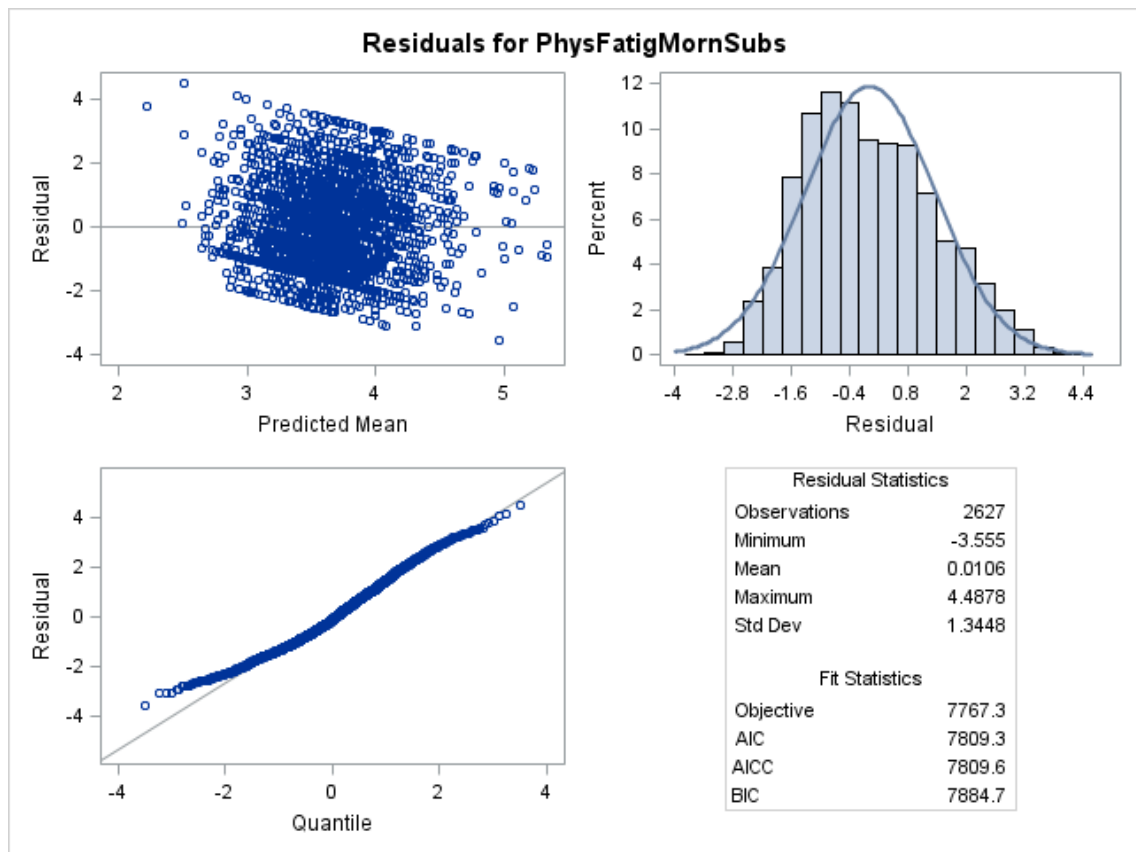 Residuals for PhysFatigMornSubs
Residual
4
2
0
-2
-4
2
3
4
5
Predicted Mean
Percent
12
10
8
6
4
2
0
-4
-2.8
-1.6
-0.4
0.8
2
3.2
4.4
Residual
Residual
4
2
0
-2
-4
-4
-2
0
2
4
Quantile
Residual Statistics
Observations 2627
Minimum -3.555
Mean 0.0106
Maximum 4.4878
Std Dev 1.3448
Fit Statistics
Objective 7767.3
AIC 7809.3
AICC 7809.6
BIC 7884.7